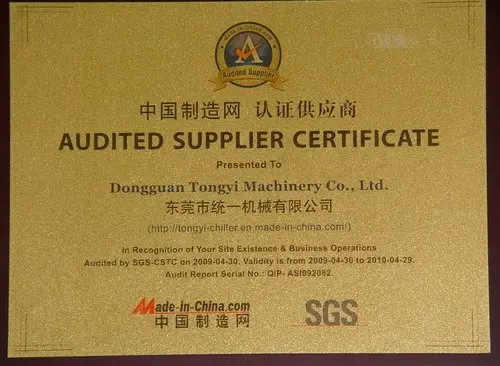 Audited Supplier
中国制造网 认证供应商
AUDITED SUPPLIER CERTIFICATE
Presented To
Dongguan Tongyi Machinery Co., Ltd.
东莞市统一机械有限公司
(http://tongyi-chiller.en.made-in-china.com/)
in Recognition of Your Site Existence & Business Operations
Audited by SGS-CSTC on 2009-04-30. Validity is from 2009-04-30 to 2010-04-29.
Audit Report Serial No.: QIP- ASI092062.
Made-in-China.com
中国制造网
SGS